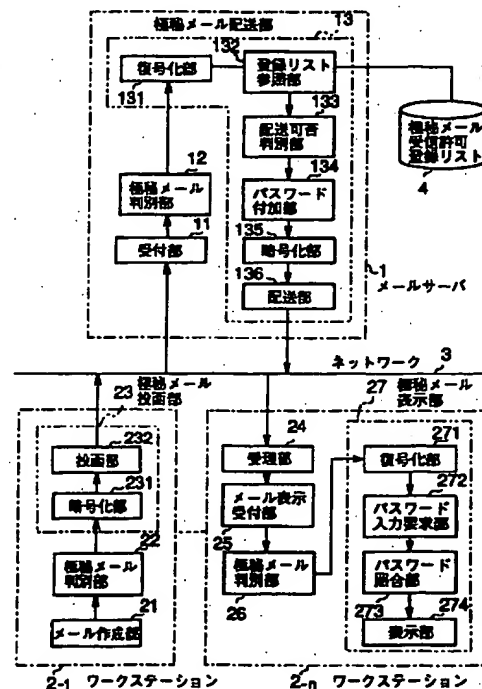 極秘メール配送部
13
132
復号化部
131
登録リスト
参照部
133
配送可否
判別部
134
パスワード
付加部
135
暗号化部
136
配送部
12
極秘メール
判別部
11
受付部
極秘メール
受信許可
登録リスト
4
1
メールサーバ
ネットワーク
3
極秘メール
投函部
23
232
投函部
231
暗号化部
22
極秘メール
判別部
21
メール作成部
2-1 ワークステーション
27 極秘メール
表示部
24
受理部
メール表示
受付部
25
極秘メール
判別部
26
271
復号化部
272
パスワード
入力要求部
パスワード
照合部
273
274
表示部
2-n ワークステーション